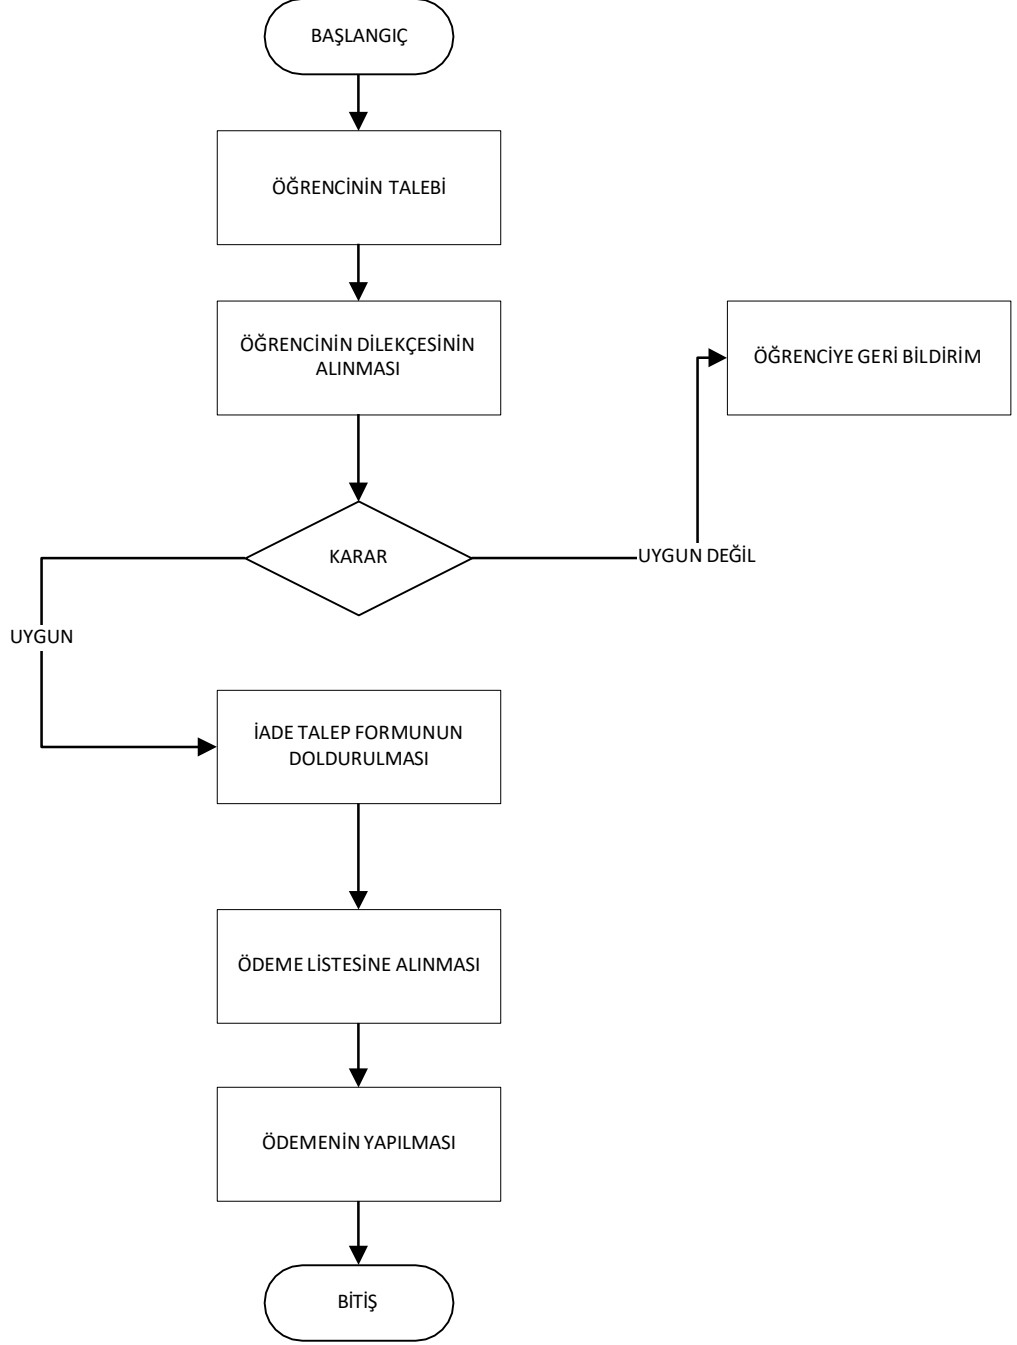 BAŞLANGIÇ
ÖĞRENCİNİN TALEBİ
ÖĞRENCİNİN DİLEKÇESİNİN
ALINMASI
ÖĞRENCİYE GERİ BİLDİRİM
KARAR
UYGUN DEĞİL
UYGUN
İADE TALEP FORMUNUN
DOLDURULMASI
ÖDEME LİSTESİNE ALINMASI
ÖDEMENİN YAPILMASI
BİTİŞ